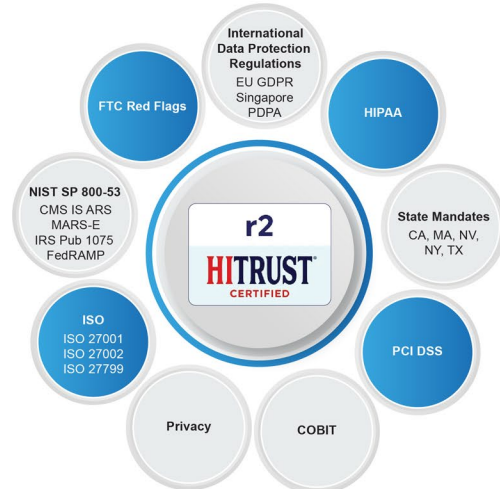 International
Data Protection
Regulations
EU GDPR
Singapore
PDPA
FTC Red Flags
HIPAA
NIST SP 800-53
CMS IS ARS
MARS-E
IRS Pub 1075
FedRAMP
r2
HITRUST®
CERTIFIED
State Mandates
CA, MA, NV,
NY, TX
ISO
ISO 27001
ISO 27002
ISO 27799
PCI DSS
Privacy
COBIT